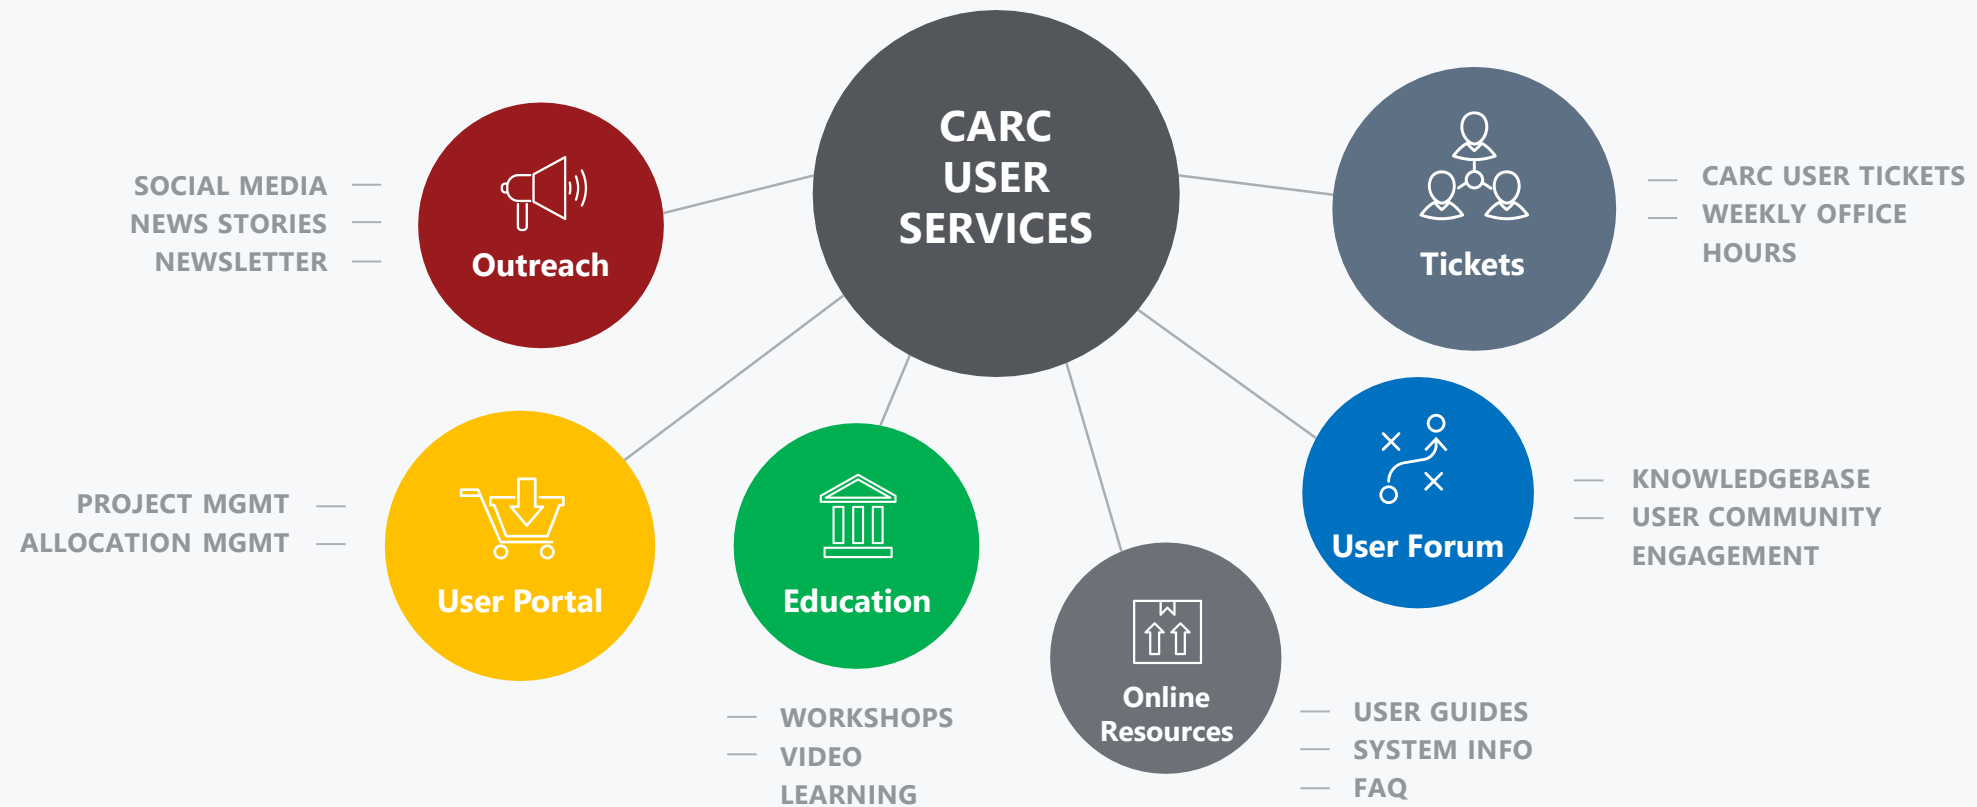 CARC
USER
SERVICES
SOCIAL MEDIA
NEWS STORIES
NEWSLETTER
Outreach
Tickets
CARC USER TICKETS
WEEKLY OFFICE
HOURS
PROJECT MGMT
ALLOCATION MGMT
User Portal
Education
WORKSHOPS
VIDEO
LEARNING
Online
Resources
USER GUIDES
SYSTEM INFO
FAQ
User Forum
KNOWLEDGEBASE
USER COMMUNITY
ENGAGEMENT